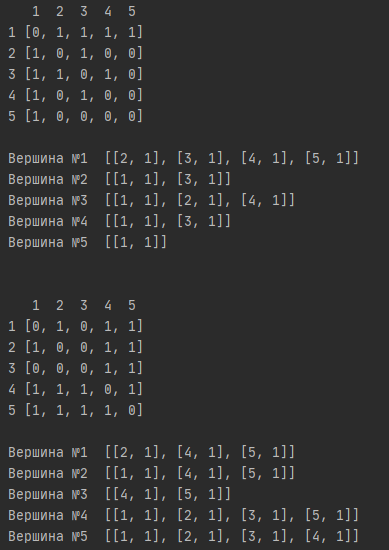 1 2 3 4 5
1 [0, 1, 1, 1, 1]
2 [1, 0, 1, 0, 0]
3 [1, 1, 0, 1, 0]
4 [1, 0, 1, 0, 0]
5 [1, 0, 0, 0, 0]
Вершина №1 [[2, 1], [3, 1], [4, 1], [5, 1]]
Вершина №2 [[1, 1], [3, 1]]
Вершина №3 [[1, 1], [2, 1], [4, 1]]
Вершина №4 [[1, 1], [3, 1]]
Вершина №5 [[1, 1]]
1 2 3 4 5
1 [0, 1, 0, 1, 1]
2 [1, 0, 0, 1, 1]
3 [0, 0, 0, 1, 1]
4 [1, 1, 1, 0, 1]
5 [1, 1, 1, 1, 0]
Вершина №1 [[2, 1], [4, 1], [5, 1]]
Вершина №2 [[1, 1], [4, 1], [5, 1]]
Вершина №3 [[4, 1], [5, 1]]
Вершина №4 [[1, 1], [2, 1], [3, 1], [5, 1]]
Вершина №5 [[1, 1], [2, 1], [3, 1], [4, 1]]